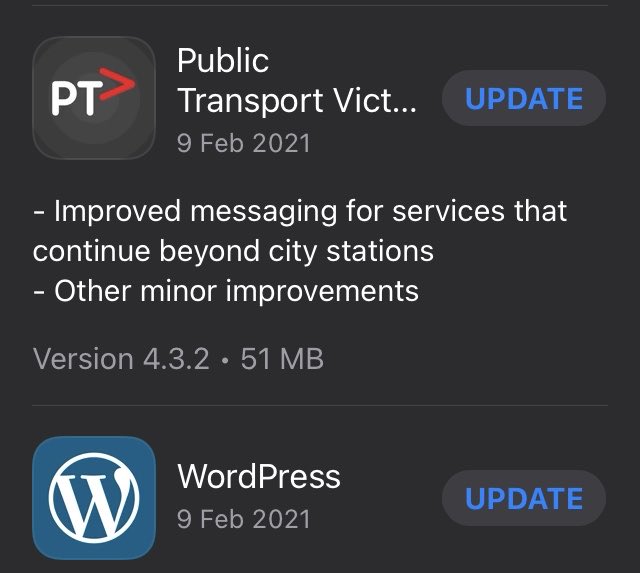 PT>
Public
Transport Vict...
UPDATE
9 Feb 2021
- Improved messaging for services that
continue beyond city stations
- Other minor improvements
Version 4.3.2 • 51 MB
W
WordPress
UPDATE
9 Feb 2021